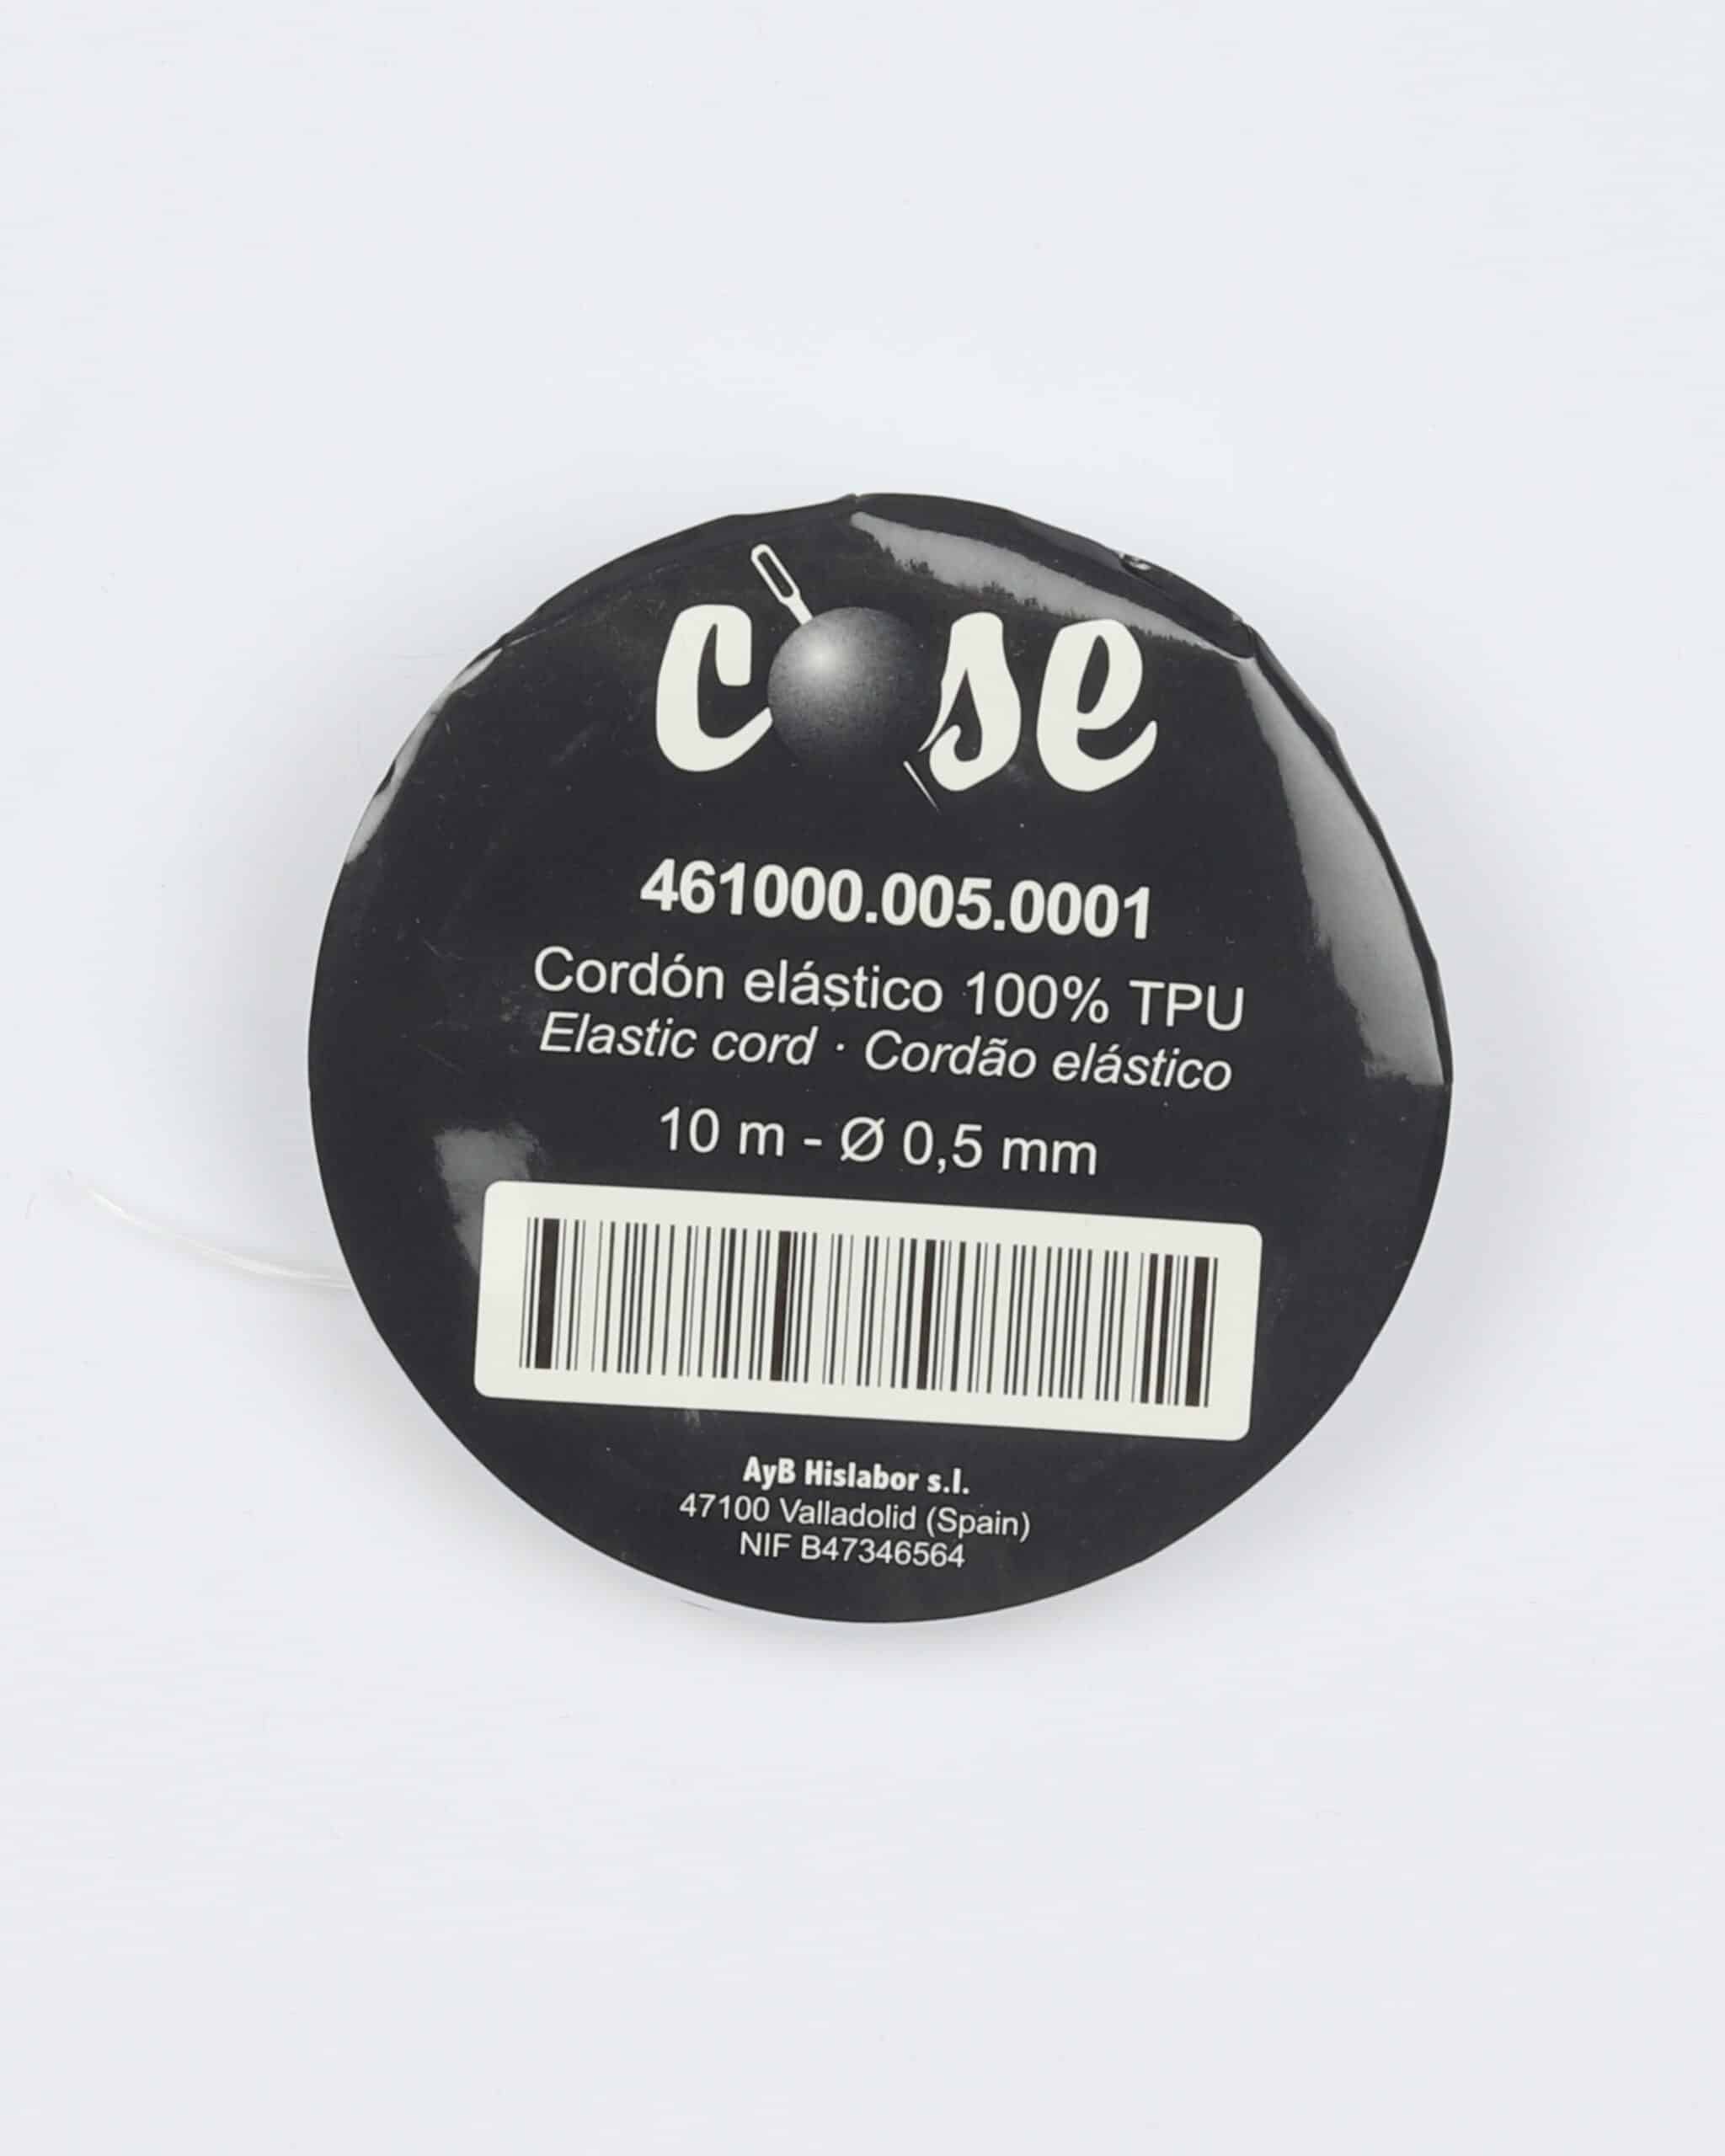 cose
461000.005.0001
Cordón elástico 100% TPU
Elastic cord · Cordão elástico
10 m - Ø 0,5 mm
AyB Hislabor s.l.
47100 Valladolid (Spain)
NIF B47346564